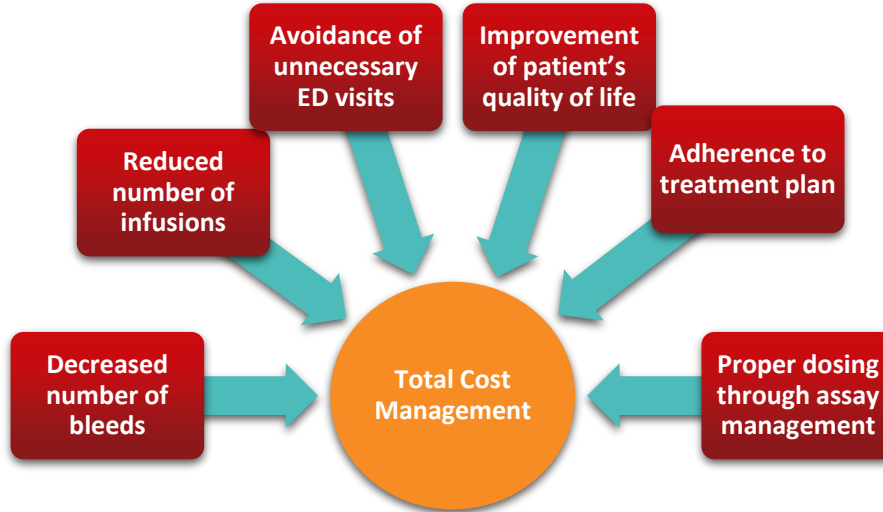 Avoidance of
unnecessary
ED visits
Improvement
of patient’s
quality of life
Reduced
number of
infusions
Adherence to
treatment plan
Decreased
number of
bleeds
Total Cost
Management
Proper dosing
through assay
management